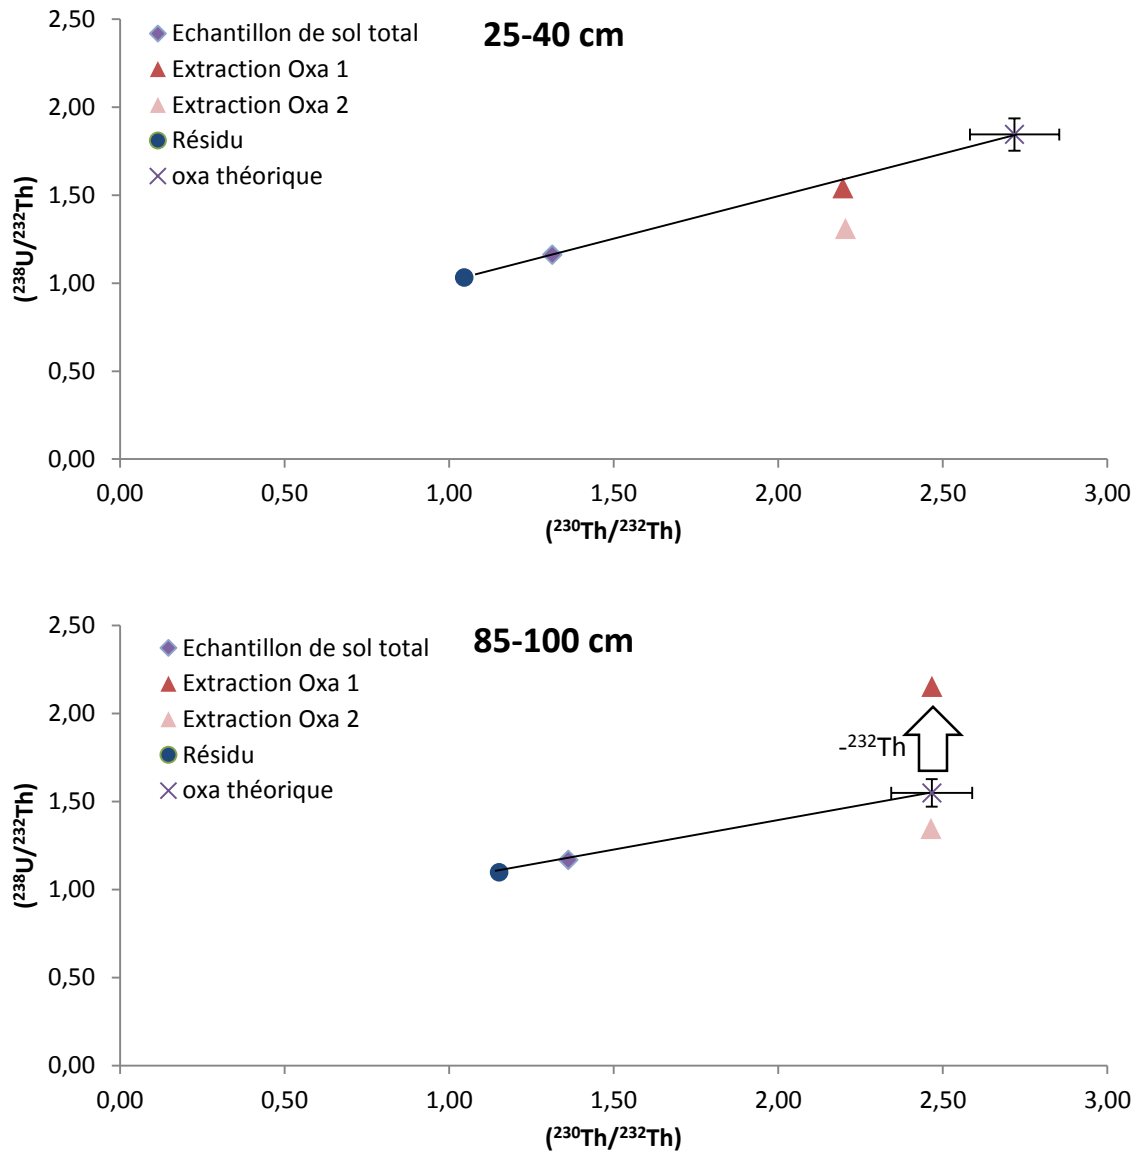 25-40 cm
Echantillon de sol total
Extraction Oxa 1
Extraction Oxa 2
Résidu
oxa théorique
2,50
2,00
1,50
1,00
0,50
0,00
(²³⁸U/²³²Th)
0,00 0,50 1,00 1,50 2,00 2,50 3,00
(²³⁰Th/²³²Th)
85-100 cm
Echantillon de sol total
Extraction Oxa 1
Extraction Oxa 2
Résidu
oxa théorique
-²³²Th
2,50
2,00
1,50
1,00
0,50
0,00
(²³⁸U/²³²Th)
0,00 0,50 1,00 1,50 2,00 2,50 3,00
(²³⁰Th/²³²Th)